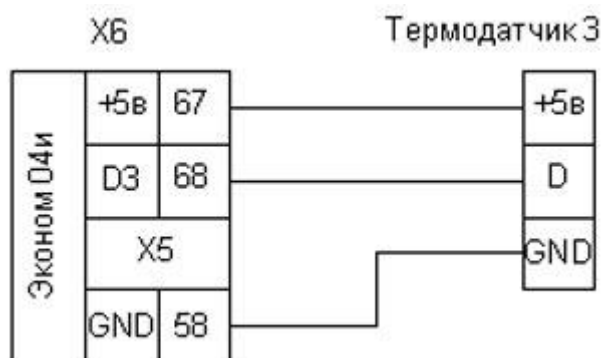 X6
Термодатчик 3
Эконом 04и
+5в 67
+5в
D3 68
D
X5
GND
GND 58